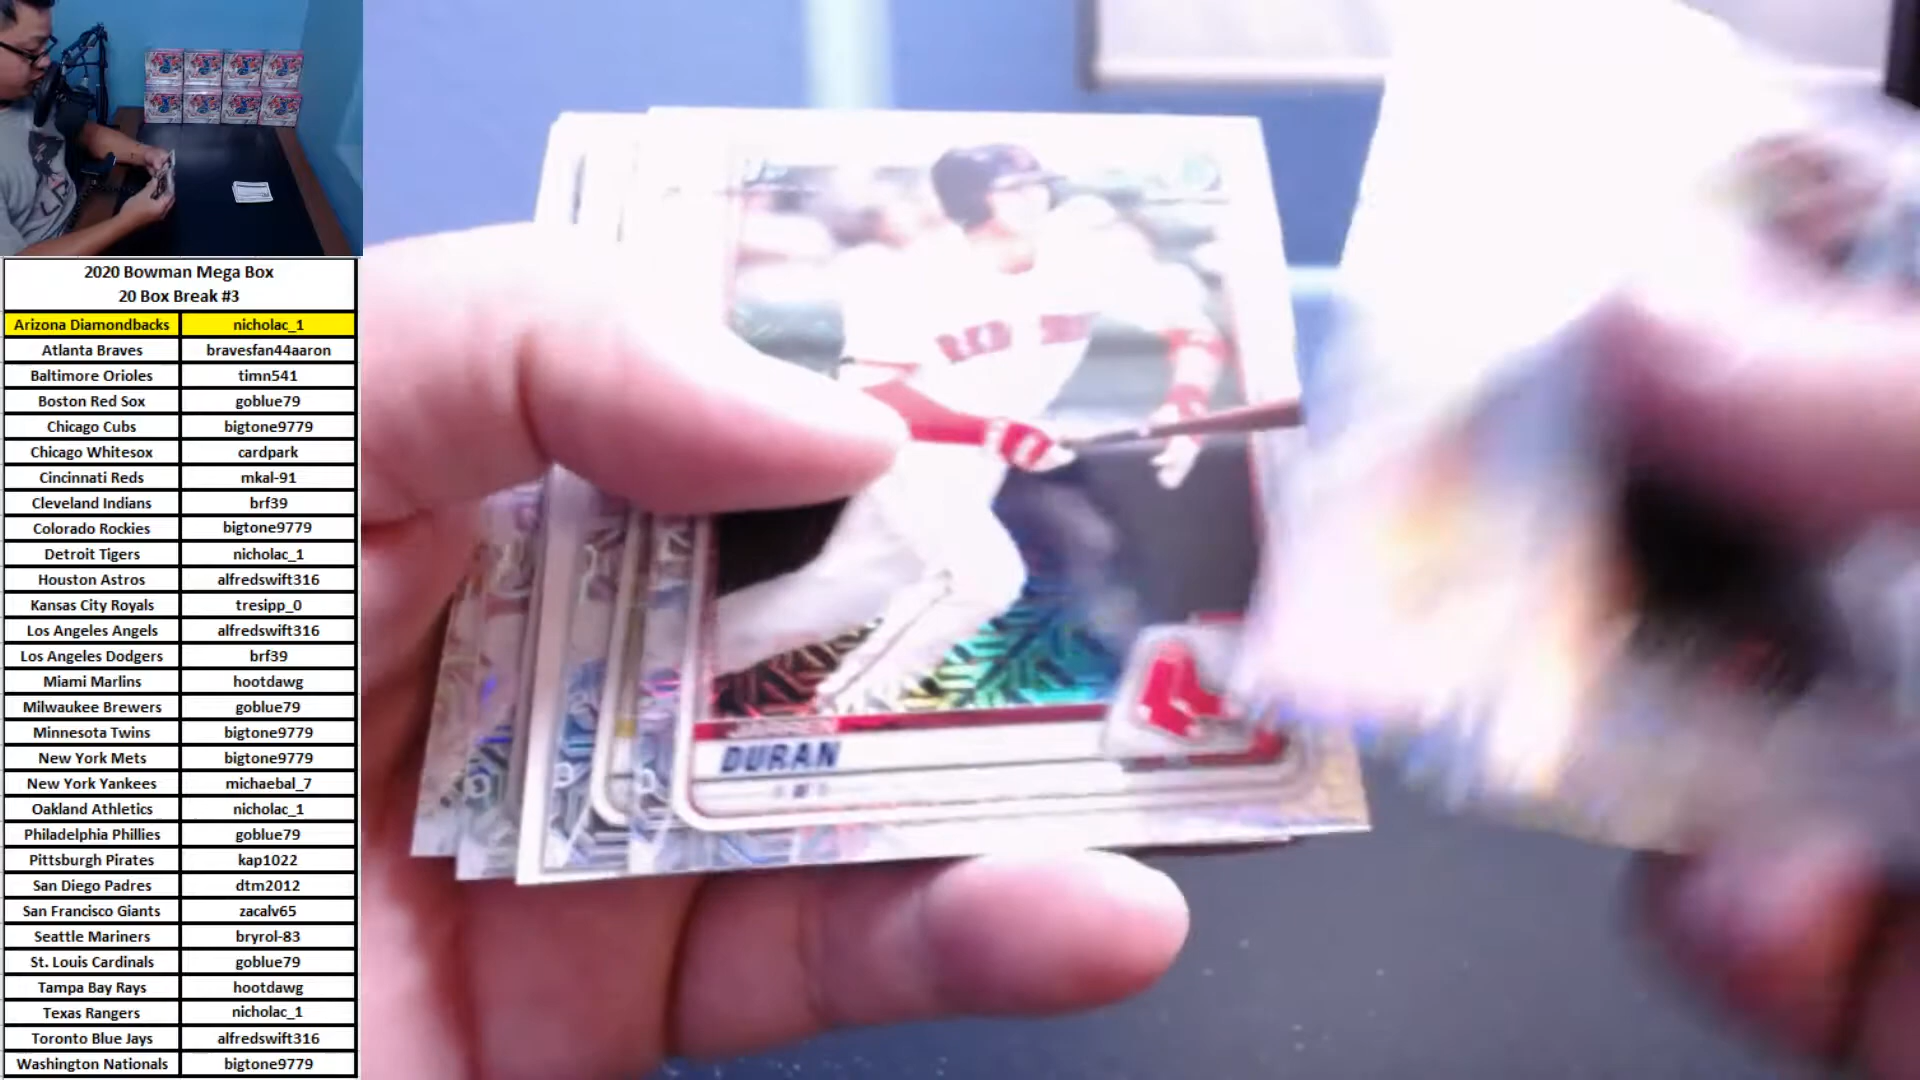 2020 Bowman Mega Box
20 Box Break #3
Arizona Diamondbacks nicholac_1
Atlanta Braves bravesfan44aaron
Baltimore Orioles timn541
Boston Red Sox goblue79
Chicago Cubs bigtone9779
Chicago Whitesox cardpark
Cincinnati Reds mkal-91
Cleveland Indians brf39
Colorado Rockies bigtone9779
Detroit Tigers nicholac_1
Houston Astros alfredswift316
Kansas City Royals tresipp_0
Los Angeles Angels alfredswift316
Los Angeles Dodgers brf39
Miami Marlins hootdawg
Milwaukee Brewers goblue79
Minnesota Twins bigtone9779
New York Mets bigtone9779
New York Yankees michaebal_7
Oakland Athletics nicholac_1
Philadelphia Phillies goblue79
Pittsburgh Pirates kap1022
San Diego Padres dtm2012
San Francisco Giants zacalv65
Seattle Mariners bryrol-83
St. Louis Cardinals goblue79
Tampa Bay Rays hootdawg
Texas Rangers nicholac_1
Toronto Blue Jays alfredswift316
Washington Nationals bigtone9779
RED
DURAN